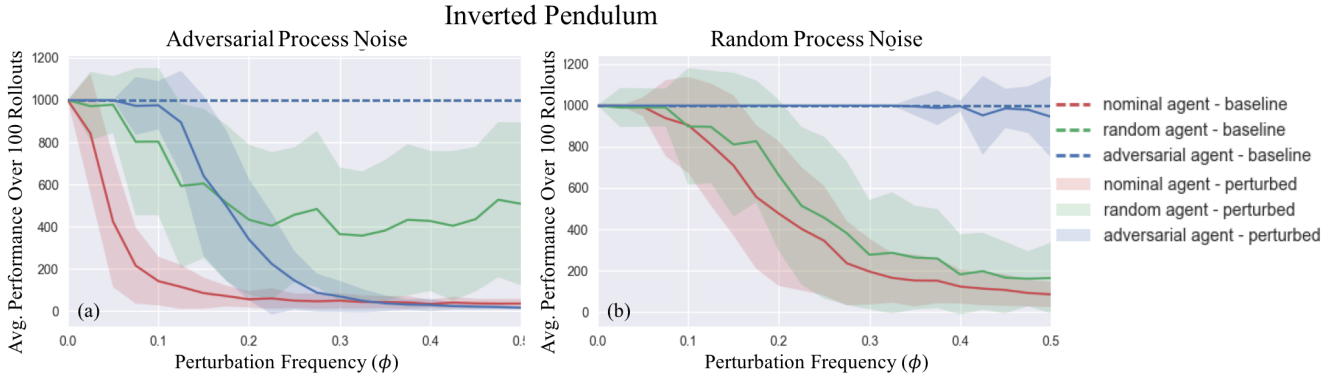 Inverted Pendulum
Adversarial Process Noise
Random Process Noise
Avg. Performance Over 100 Rollouts
1200
1000
800
600
400
200
0
(a)
0.0 0.1 0.2 0.3 0.4 0.5
Perturbation Frequency (ϕ)
Avg. Performance Over 100 Rollouts
1200
1000
800
600
400
200
0
(b)
0.0 0.1 0.2 0.3 0.4 0.5
Perturbation Frequency (ϕ)
nominal agent - baseline
random agent - baseline
adversarial agent - baseline
nominal agent - perturbed
random agent - perturbed
adversarial agent - perturbed